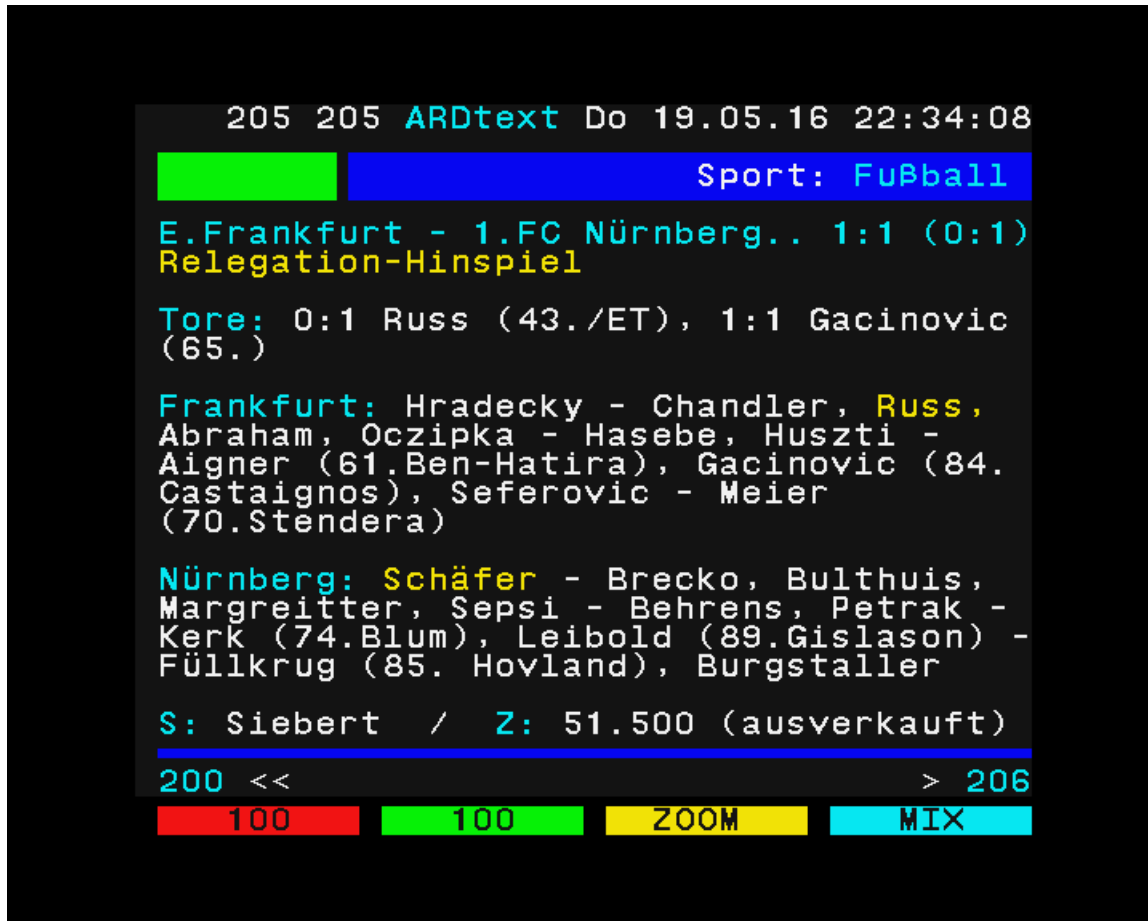 205 205 ARDtext Do 19.05.16 22:34:08
Sport: Fußball
E.Frankfurt - 1.FC Nürnberg.. 1:1 (0:1)
Relegation-Hinspiel
Tore: 0:1 Russ (43./ET), 1:1 Gacinovic
(65.)
Frankfurt: Hradecky - Chandler, Russ,
Abraham, Oczipka - Hasebe, Huszti -
Aigner (61.Ben-Hatira), Gacinovic (84.
Castaignos), Seferovic - Meier
(70.Stendera)
Nürnberg: Schäfer - Brecko, Bulthuis,
Margreitter, Sepsi - Behrens, Petrak -
Kerk (74.Blum), Leibold (89.Gislason) -
Füllkrug (85. Hovland), Burgstaller
S: Siebert / Z: 51.500 (ausverkauft)
200 << > 206
100 100 ZOOM MIX